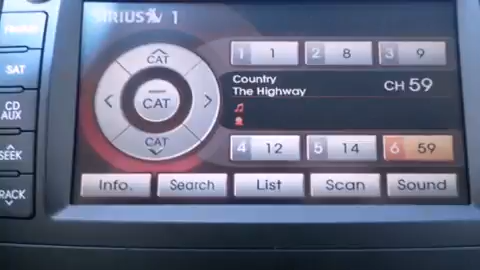 SIRIUS 1
SAT
CD
AUX
SEEK
TRACK
CAT
CAT
CAT
1 1
2 8
3 9
Country
The Highway
CH 59
4 12
5 14
6 59
Info.
Search
List
Scan
Sound